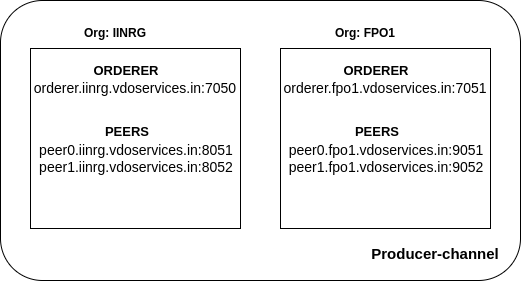 Org: IINRG
ORDERER
orderer.iinrg.vdoservices.in:7050
PEERS
peer0.iinrg.vdoservices.in:8051
peer1.iinrg.vdoservices.in:8052
Org: FPO1
ORDERER
orderer.fpo1.vdoservices.in:7051
PEERS
peer0.fpo1.vdoservices.in:9051
peer1.fpo1.vdoservices.in:9052
Producer-channel